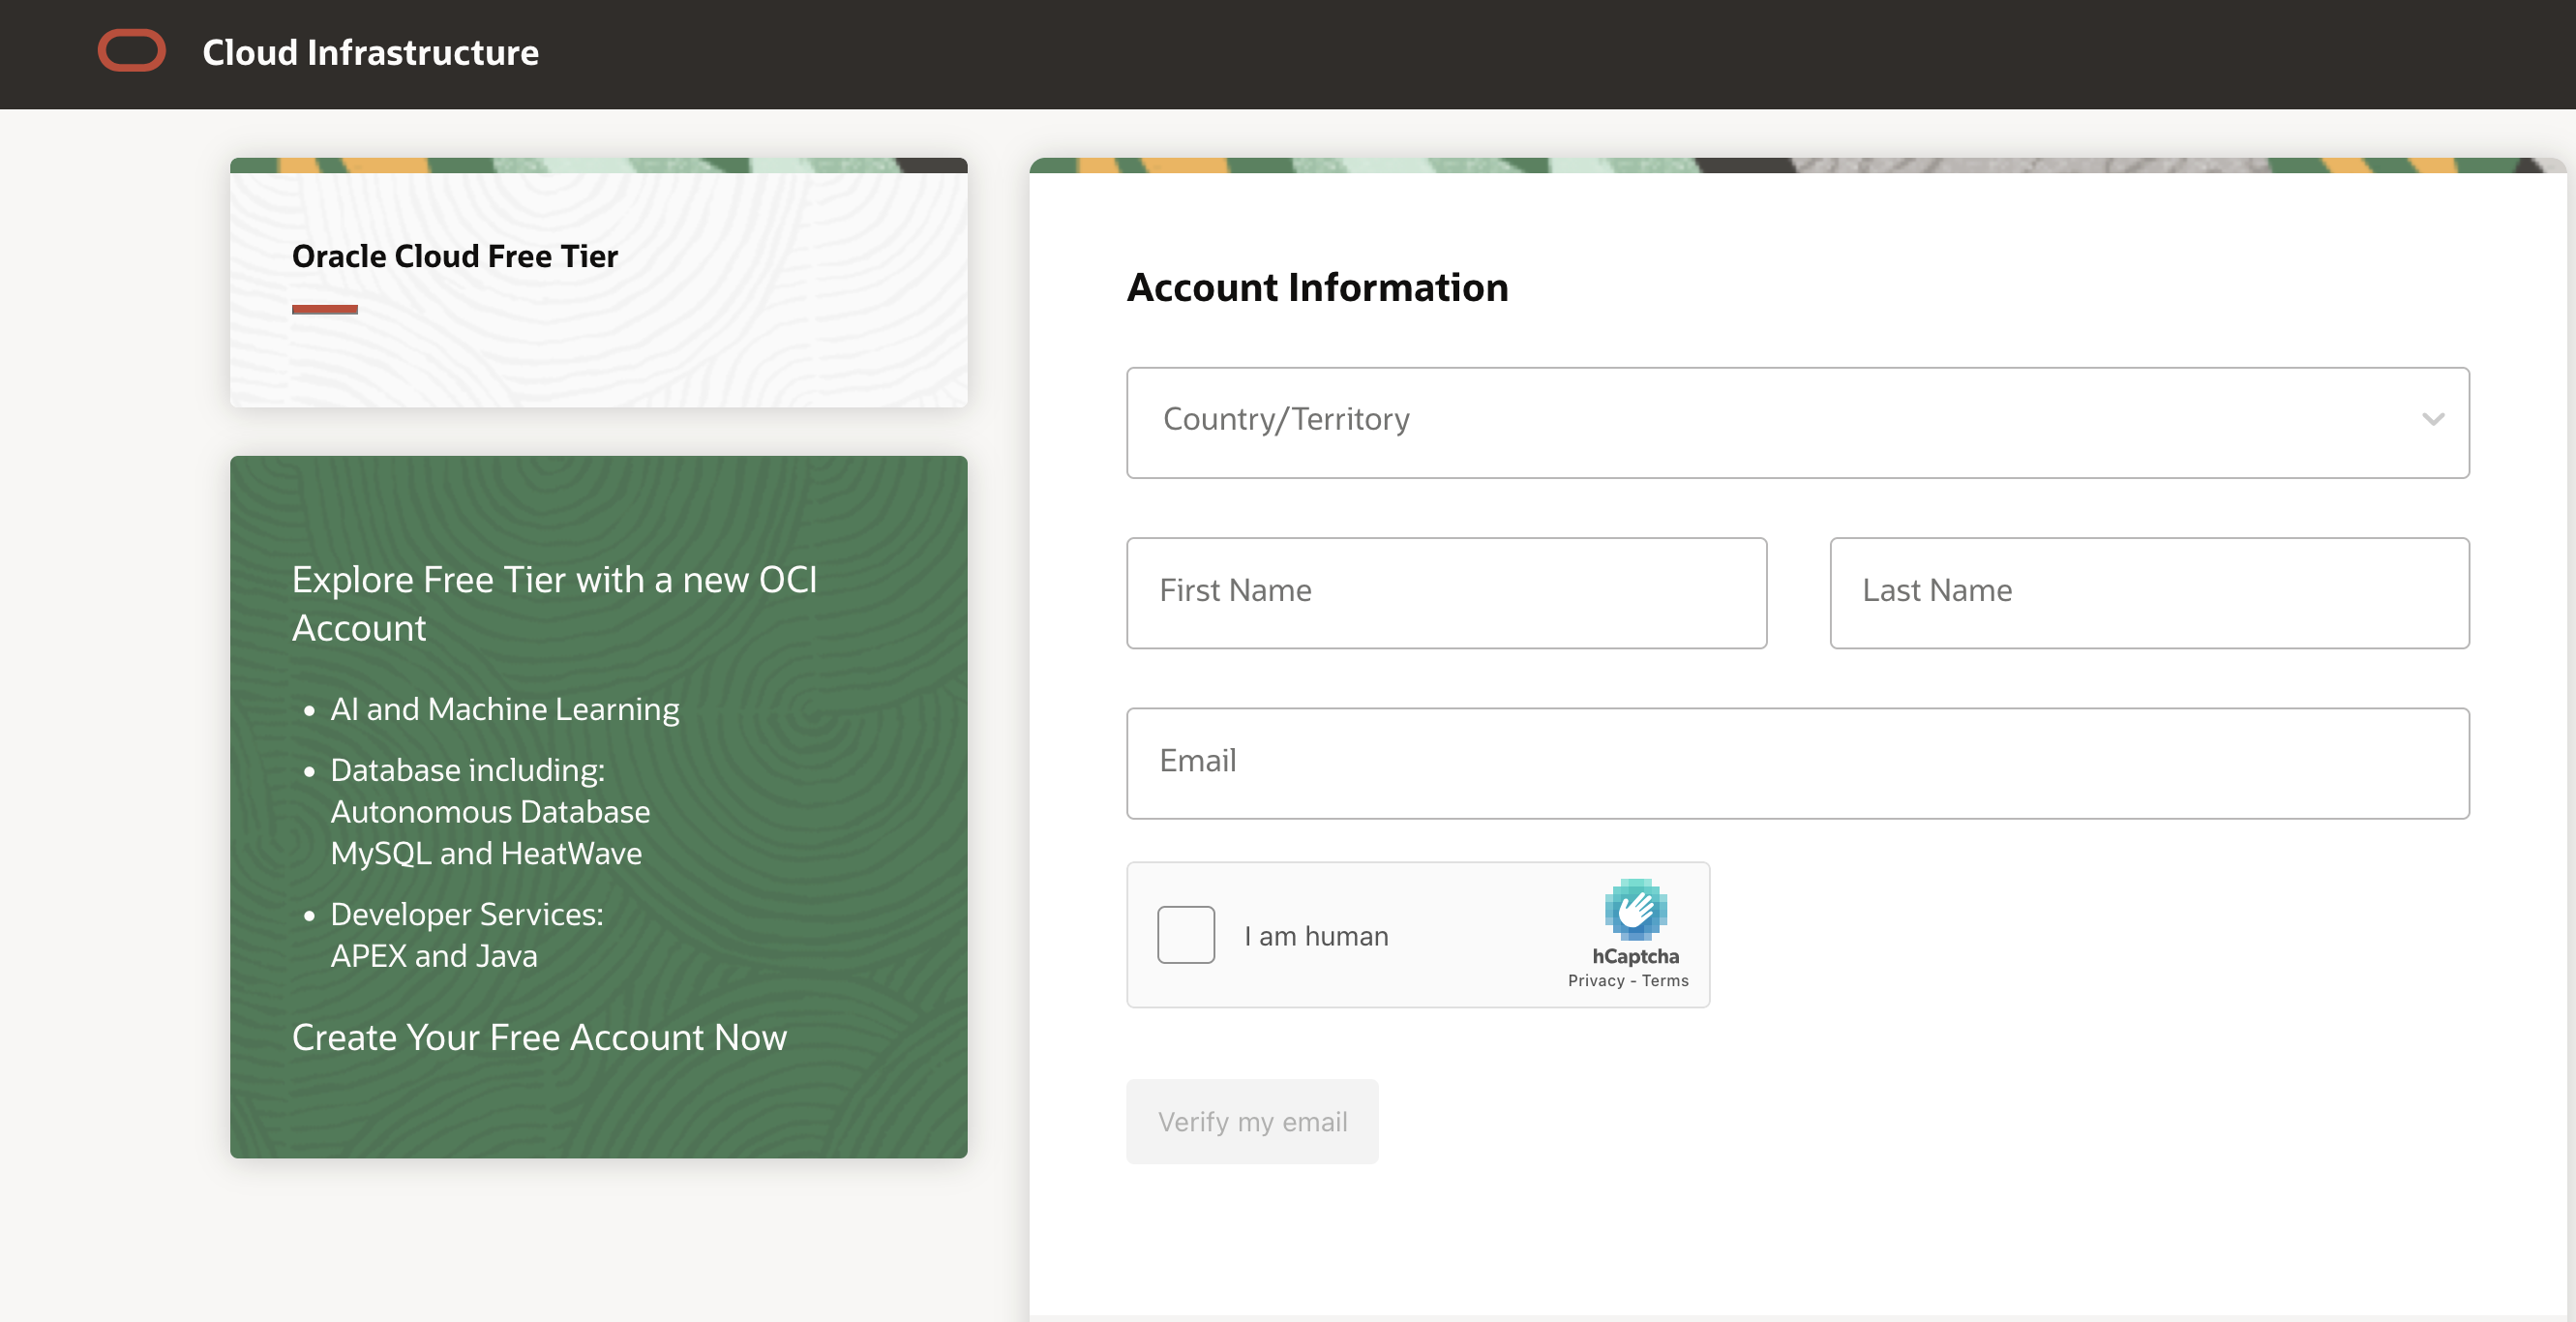 Cloud Infrastructure
Oracle Cloud Free Tier
Explore Free Tier with a new OCI
Account
• AI and Machine Learning
• Database including:
Autonomous Database
MySQL and HeatWave
• Developer Services:
APEX and Java
Create Your Free Account Now
Account Information
Country/Territory
First Name
Last Name
Email
I am human
hCaptcha
Privacy - Terms
Verify my email